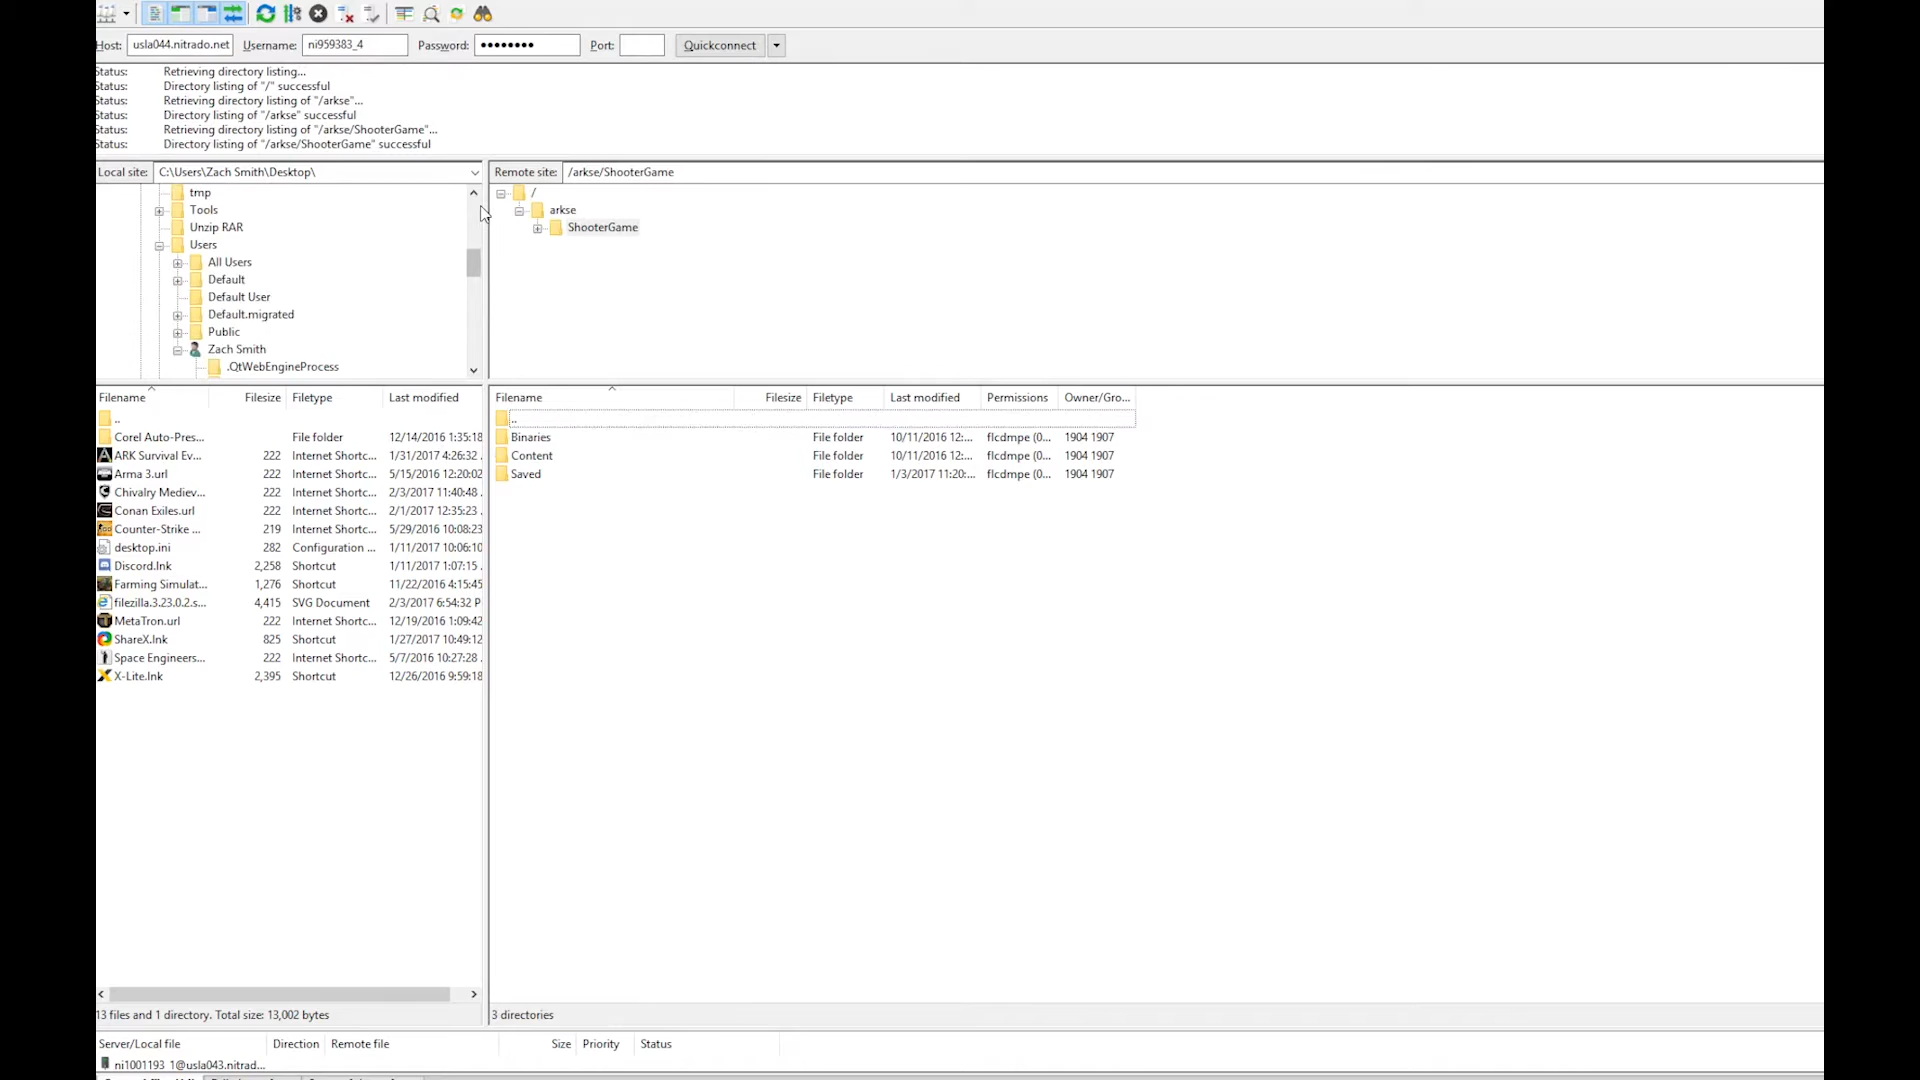 Host: usla044.nitrado.net Username: ni959383_4 Password: •••••••• Port: Quickconnect
Status: Retrieving directory listing...
Status: Directory listing of "/" successful
Status: Retrieving directory listing of "/arkse"...
Status: Directory listing of "/arkse" successful
Status: Retrieving directory listing of "/arkse/ShooterGame"...
Status: Directory listing of "/arkse/ShooterGame" successful
Local site: C:\Users\Zach Smith\Desktop\
tmp
Tools
Unzip RAR
Users
All Users
Default
Default User
Default.migrated
Public
Zach Smith
.QtWebEngineProcess
Remote site: /arkse/ShooterGame
/
arkse
ShooterGame
Filename Filesize Filetype Last modified
..
Corel Auto-Pres... File folder 12/14/2016 1:35:18
ARK Survival Ev... 222 Internet Shortc... 1/31/2017 4:26:32 .
Arma 3.url 222 Internet Shortc... 5/15/2016 12:20:02
Chivalry Mediev... 222 Internet Shortc... 2/3/2017 11:40:48 .
Conan Exiles.url 222 Internet Shortc... 2/1/2017 12:35:23 .
Counter-Strike ... 219 Internet Shortc... 5/29/2016 10:08:23
desktop.ini 282 Configuration ... 1/11/2017 10:06:10
Discord.lnk 2,258 Shortcut 1/11/2017 1:07:15 .
Farming Simulat... 1,276 Shortcut 11/22/2016 4:15:45
filezilla.3.23.0.2.s... 4,415 SVG Document 2/3/2017 6:54:32 P
MetaTron.url 222 Internet Shortc... 12/19/2016 1:09:42
ShareX.lnk 825 Shortcut 1/27/2017 10:49:12
Space Engineers... 222 Internet Shortc... 5/7/2016 10:27:28 .
X-Lite.lnk 2,395 Shortcut 12/26/2016 9:59:18
13 files and 1 directory. Total size: 13,002 bytes
Filename Filesize Filetype Last modified Permissions Owner/Gro...
..
Binaries File folder 10/11/2016 12:... flcdmpe (0... 1904 1907
Content File folder 10/11/2016 12:... flcdmpe (0... 1904 1907
Saved File folder 1/3/2017 11:20:... flcdmpe (0... 1904 1907
3 directories
Server/Local file Direction Remote file Size Priority Status
ni1001193_1@usla043.nitrad...